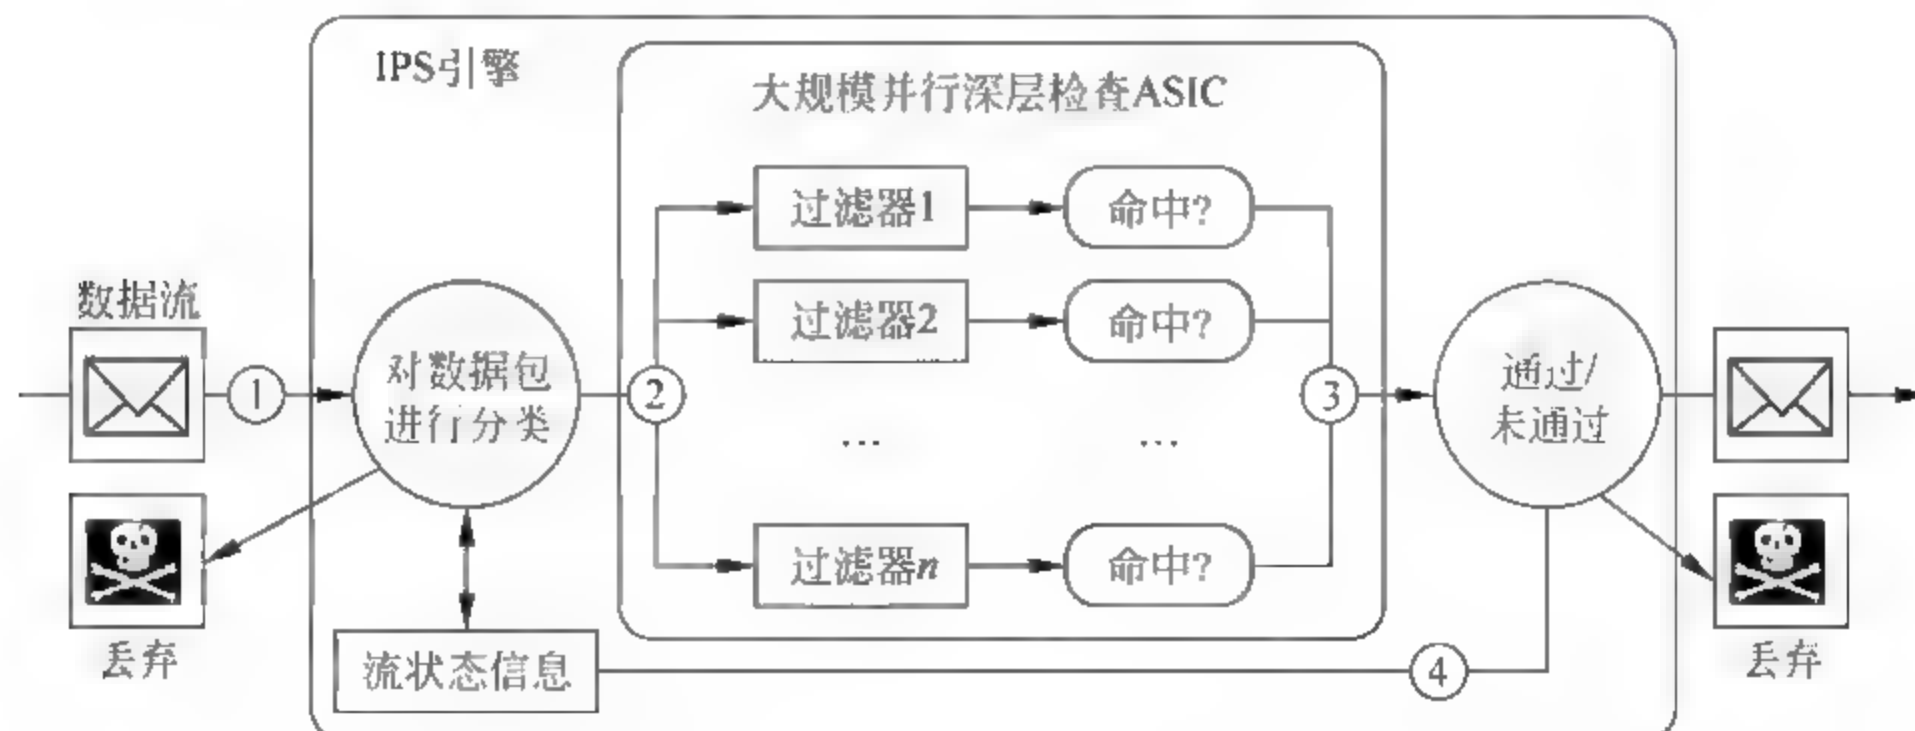 IPS引擎
大规模并行深层检查ASIC
过滤器1
命中?
过滤器2
命中?
数据流
①
对数据包
进行分类
②
…
…
③
通过/
未通过
过滤器n
命中?
丢弃
流状态信息
④
丢弃